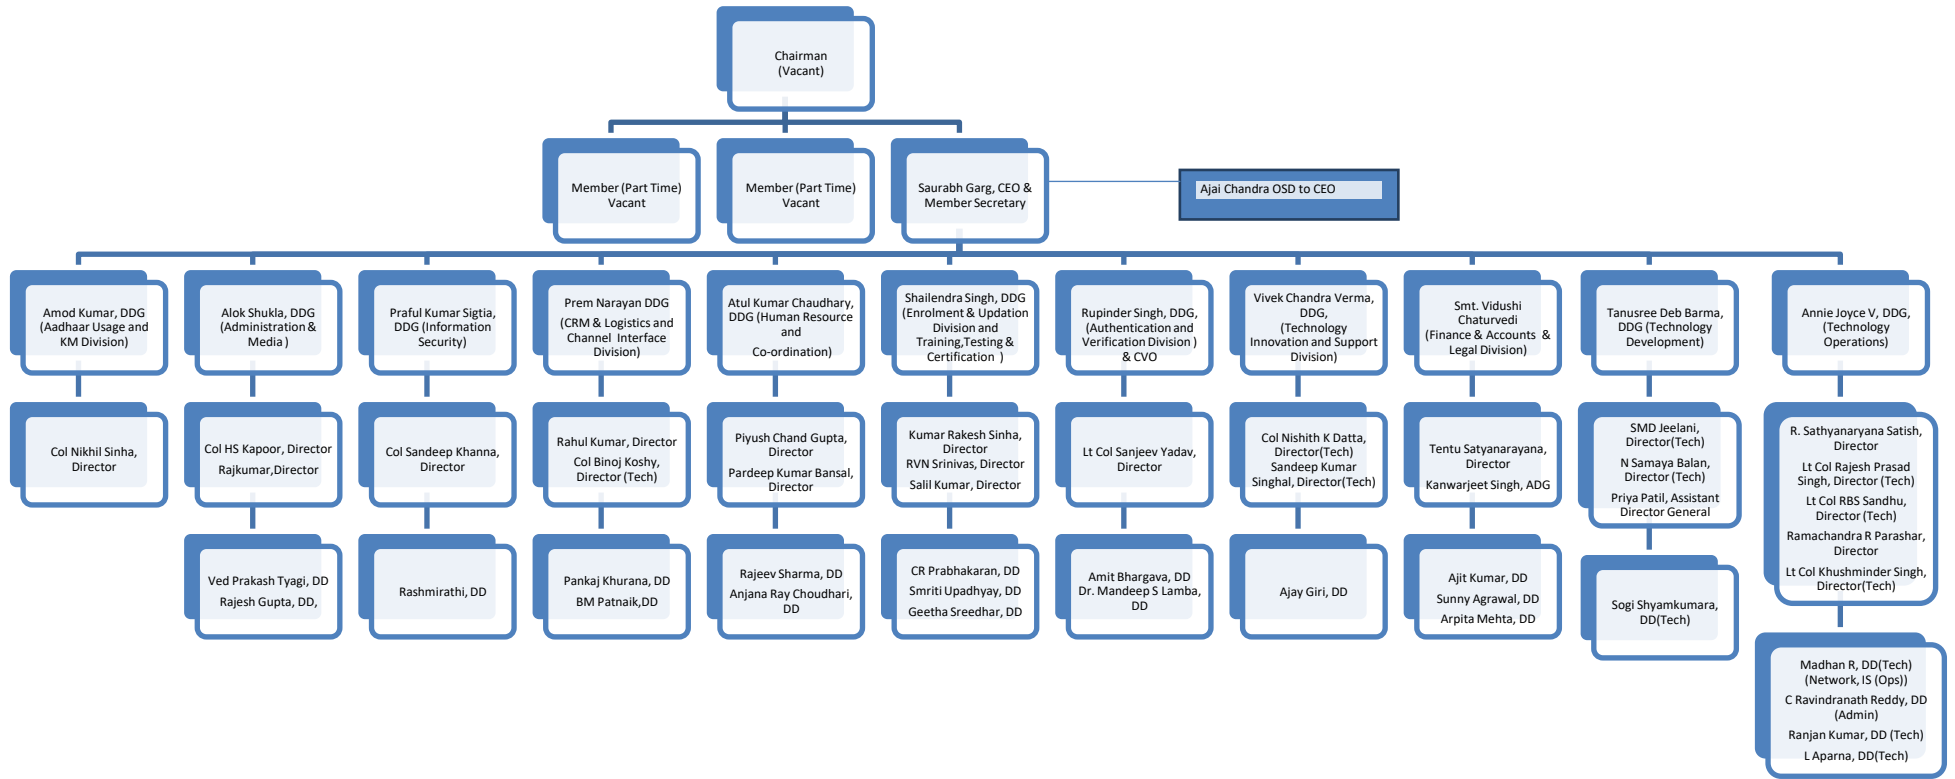 Chairman
(Vacant)
Member (Part Time)
Vacant
Member (Part Time)
Vacant
Saurabh Garg, CEO &
Member Secretary
Ajai Chandra OSD to CEO
Amod Kumar, DDG
(Aadhaar Usage and
KM Division)
Alok Shukla, DDG
(Administration &
Media )
Praful Kumar Sigtia,
DDG (Information
Security)
Prem Narayan DDG
(CRM & Logistics and
Channel Interface
Division)
Atul Kumar Chaudhary,
DDG (Human Resource
and
Co-ordination)
Shailendra Singh, DDG
(Enrolment & Updation
Division and
Training,Testing &
Certification )
Rupinder Singh, DDG,
(Authentication and
Verification Division )
& CVO
Vivek Chandra Verma,
DDG,
(Technology
Innovation and Support
Division)
Smt. Vidushi
Chaturvedi
(Finance & Accounts &
Legal Division)
Tanusree Deb Barma,
DDG (Technology
Development)
Annie Joyce V, DDG,
(Technology
Operations)
Col Nikhil Sinha,
Director
Col HS Kapoor, Director
Rajkumar,Director
Col Sandeep Khanna,
Director
Rahul Kumar, Director
Col Binoj Koshy,
Director (Tech)
Piyush Chand Gupta,
Director
Pardeep Kumar Bansal,
Director
Kumar Rakesh Sinha,
Director
RVN Srinivas, Director
Salil Kumar, Director
Lt Col Sanjeev Yadav,
Director
Col Nishith K Datta,
Director(Tech)
Sandeep Kumar
Singhal, Director(Tech)
Tentu Satyanarayana,
Director
Kanwarjeet Singh, ADG
SMD Jeelani,
Director(Tech)
N Samaya Balan,
Director (Tech)
Priya Patil, Assistant
Director General
R. Sathyanaryana Satish,
Director
Lt Col Rajesh Prasad
Singh, Director (Tech)
Lt Col RBS Sandhu,
Director (Tech)
Ramachandra R Parashar,
Director
Lt Col Khushminder Singh,
Director(Tech)
Ved Prakash Tyagi, DD
Rajesh Gupta, DD,
Rashmirathi, DD
Pankaj Khurana, DD
BM Patnaik,DD
Rajeev Sharma, DD
Anjana Ray Choudhari,
DD
CR Prabhakaran, DD
Smriti Upadhyay, DD
Geetha Sreedhar, DD
Amit Bhargava, DD
Dr. Mandeep S Lamba,
DD
Ajay Giri, DD
Ajit Kumar, DD
Sunny Agrawal, DD
Arpita Mehta, DD
Sogi Shyamkumara,
DD(Tech)
Madhan R, DD(Tech)
(Network, IS (Ops))
C Ravindranath Reddy, DD
(Admin)
Ranjan Kumar, DD (Tech)
L Aparna, DD(Tech)